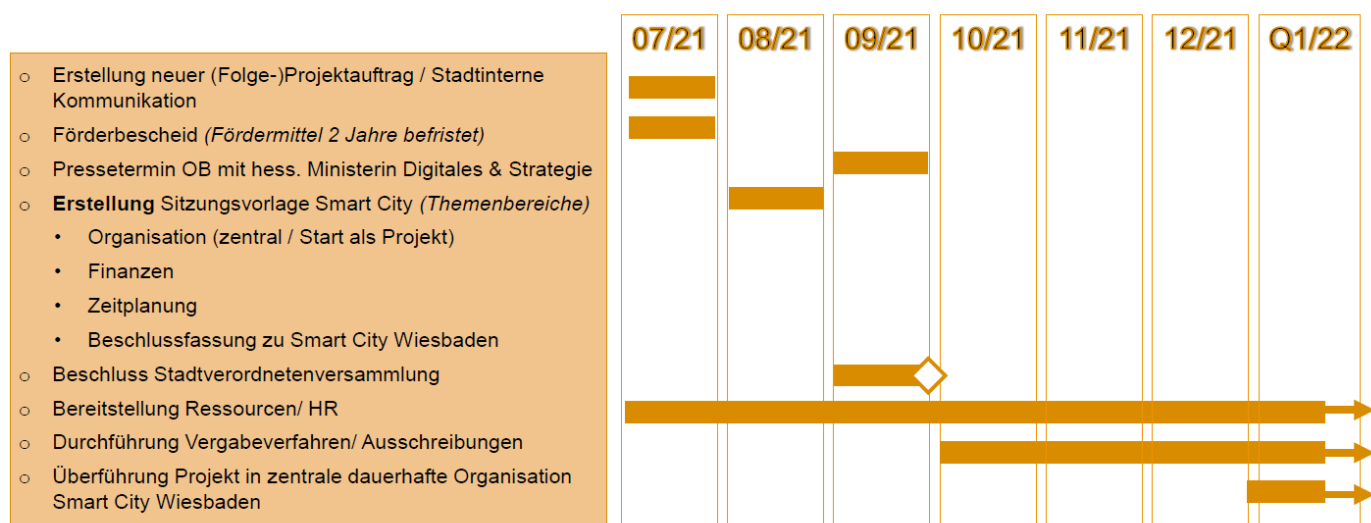 07/21 08/21 09/21 10/21 11/21 12/21 Q1/22
o Erstellung neuer (Folge-)Projektauftrag / Stadtinterne
Kommunikation
o Förderbescheid (Fördermittel 2 Jahre befristet)
o Pressetermin OB mit hess. Ministerin Digitales & Strategie
o Erstellung Sitzungsvorlage Smart City (Themenbereiche)
• Organisation (zentral / Start als Projekt)
• Finanzen
• Zeitplanung
• Beschlussfassung zu Smart City Wiesbaden
o Beschluss Stadtverordnetenversammlung
o Bereitstellung Ressourcen/ HR
o Durchführung Vergabeverfahren/ Ausschreibungen
o Überführung Projekt in zentrale dauerhafte Organisation
Smart City Wiesbaden